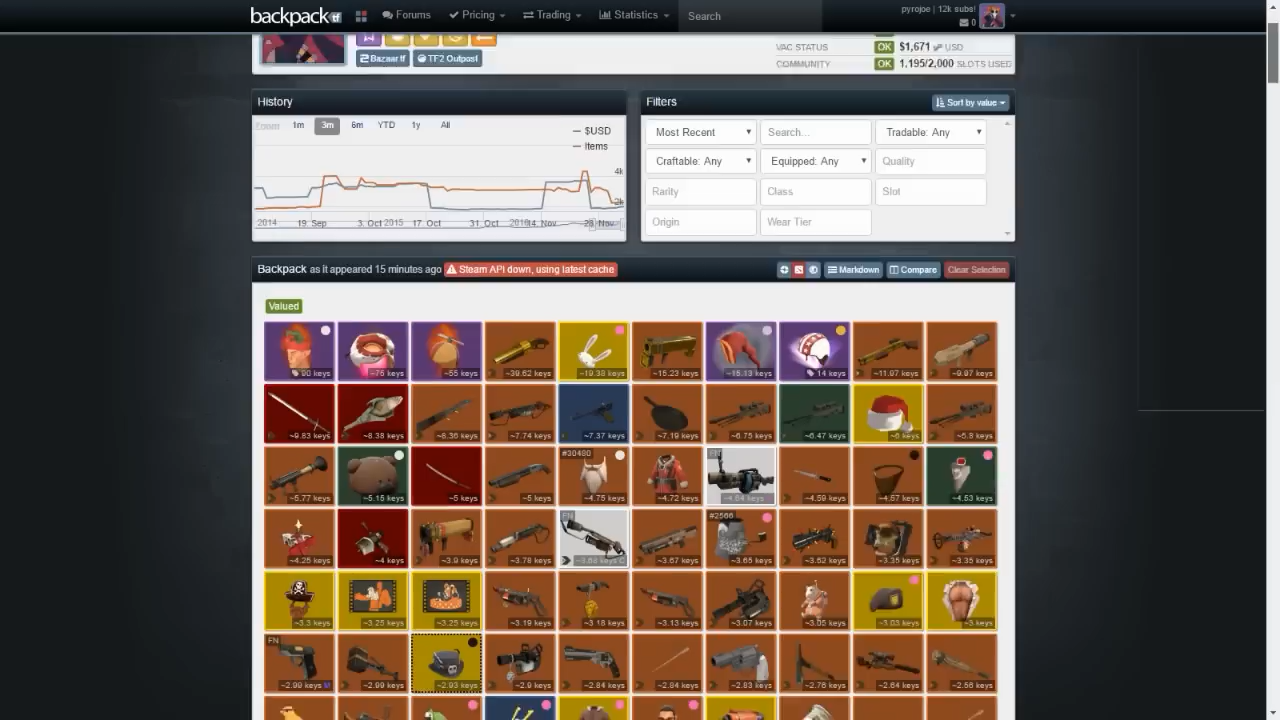 backpack.tf Forums Pricing Trading Statistics Search pyrojoe | 12k subs!
0
Bazaar.tf TF2 Outpost
VAC STATUS OK $1,671 USD
COMMUNITY OK 1,195/2,000 SLOTS USED
History
Zoom 1m 3m 6m YTD 1y All
$USD
Items
4k
2k
2014 19. Sep 3. Oct 2015 17. Oct 31. Oct 2016 14. Nov 28. Nov
Filters Sort by value
Most Recent Search... Tradable: Any
Craftable: Any Equipped: Any Quality
Rarity Class Slot
Origin Wear Tier
Backpack as it appeared 15 minutes ago Steam API down, using latest cache Markdown Compare Clear Selection
Valued
90 keys ~75 keys ~55 keys ~39.62 keys ~19.38 keys ~15.23 keys ~15.13 keys 14 keys ~11.97 keys ~9.97 keys
~9.83 keys ~8.38 keys ~8.36 keys ~7.74 keys ~7.37 keys ~7.19 keys ~6.75 keys ~6.47 keys ~6 keys ~5.8 keys
#30490 FN
~5.77 keys ~5.15 keys ~5 keys ~5 keys ~4.75 keys ~4.72 keys ~4.64 keys ~4.59 keys ~4.57 keys ~4.53 keys
FN #2566
~4.25 keys ~4 keys ~3.9 keys ~3.78 keys ~3.67 keys ~3.65 keys ~3.62 keys ~3.35 keys ~3.35 keys
~3.3 keys ~3.25 keys ~3.25 keys ~3.19 keys ~3.18 keys ~3.13 keys ~3.07 keys ~3.05 keys ~3.03 keys ~3 keys
FN
~2.99 keys ~2.99 keys ~2.93 keys ~2.9 keys ~2.84 keys ~2.84 keys ~2.83 keys ~2.76 keys ~2.64 keys ~2.56 keys